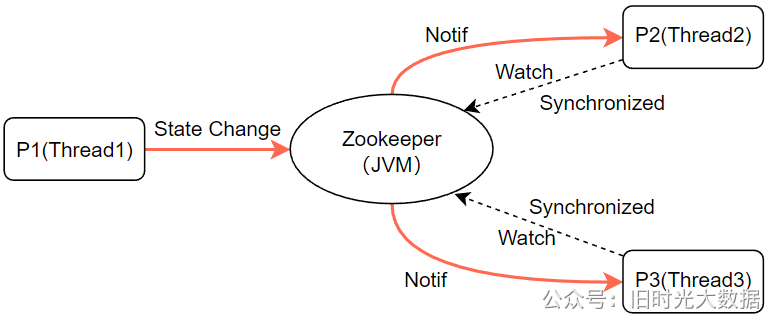 Notif
P2(Thread2)
Watch
Synchronized
State Change
P1(Thread1)
Zookeeper
（JVM）
Synchronized
Watch
Notif
P3(Thread3)
公众号：旧时光大数据